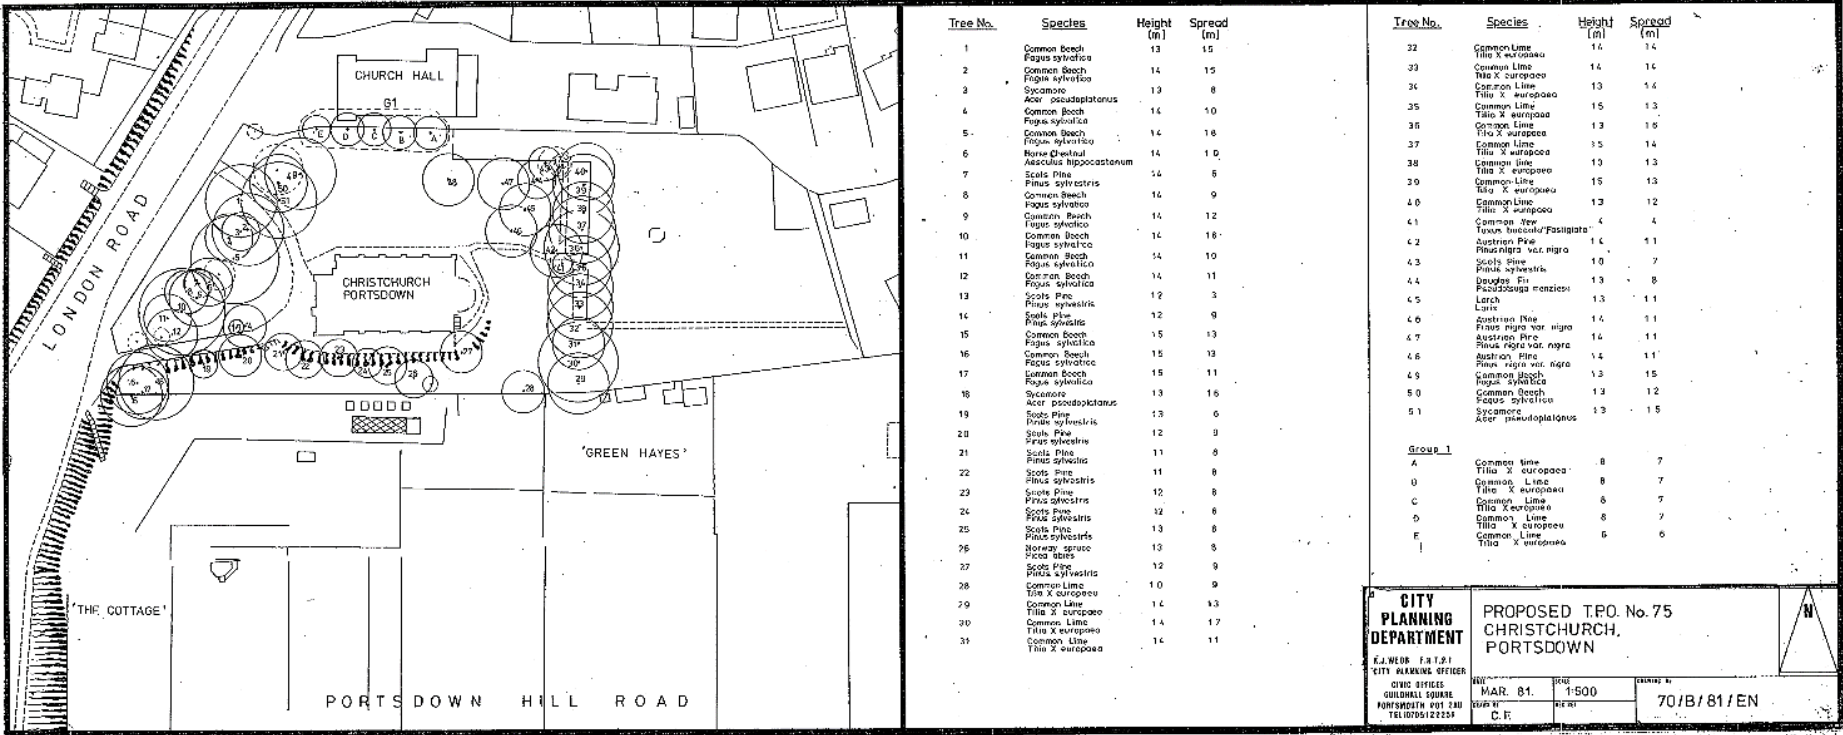 CHURCH HALL
G1
E D C B A
LONDON ROAD
CHRISTCHURCH
PORTSDOWN
'GREEN HAYES'
'THE COTTAGE'
PORTSDOWN HILL ROAD
Tree No. Species Height Spread
[m] [m]
1 Common Beech 13 15
Fagus sylvatica
2 Common Beech 14 15
Fagus sylvatica
3 Sycamore 13 8
Acer pseudoplatanus
4 Common Beech 14 10
Fagus sylvatica
5 Common Beech 14 18
Fagus sylvatica
6 Horse Chestnut 14 10
Aesculus hippocastanum
7 Scots Pine 14
Pinus sylvestris
8 Common Beech 14 9
Fagus sylvatica
9 Common Beech 14 12
Fagus sylvatica
10 Common Beech 14 18
Fagus sylvatica
11 Common Beech 14 10
Fagus sylvatica
12 Common Beech 14 11
Fagus sylvatica
13 Scots Pine 12 3
Pinus sylvestris
14 Scots Pine 12 9
Pinus sylvestris
15 Common Beech 15 13
Fagus sylvatica
16 Common Beech 15 13
Fagus sylvatica
17 Common Beech 15 11
Fagus sylvatica
18 Sycamore 13 16
Acer pseudoplatanus
19 Scots Pine 13 6
Pinus sylvestris
20 Scots Pine 12 9
Pinus sylvestris
21 Scots Pine 11 8
Pinus sylvestris
22 Scots Pine 11 8
Pinus sylvestris
23 Scots Pine 12 8
Pinus sylvestris
24 Scots Pine 12 8
Pinus sylvestris
25 Scots Pine 13 8
Pinus sylvestris
26 Norway spruce 13 8
Picea abies
27 Scots Pine 12 9
Pinus sylvestris
28 Common Lime 10 9
Tilia X europaea
29 Common Lime 14 13
Tilia X europaea
30 Common Lime 14 17
Tilia X europaea
31 Common Lime 14 11
Tilia X europaea
Tree No. Species Height Spread
[m] [m]
32 Common Lime 14 14
Tilia X europaea
33 Common Lime 14 14
Tilia X europaea
34 Common Lime 13 14
Tilia X europaea
35 Common Lime 15 13
Tilia X europaea
36 Common Lime 13 16
Tilia X europaea
37 Common Lime 15 14
Tilia X europaea
38 Common lime 13 13
Tilia X europaea
39 Common Lime 15 13
Tilia X europaea
40 Common Lime 13 12
Tilia X europaea
41 Common Yew 4 4
Taxus baccata "Fastigiata"
42 Austrian Pine 14 11
Pinus nigra var. nigra
43 Scots Pine 10 7
Pinus sylvestris
44 Douglas Fir 13 8
Pseudotsuga menziesi
45 Larch 13 11
Larix
46 Austrian Pine 14 11
Pinus nigra var. nigra
47 Austrian Pine 14 11
Pinus nigra var. nigra
48 Austrian Pine 14 11
Pinus nigra var. nigra
49 Common Beech 13 15
Fagus sylvatica
50 Common Beech 13 12
Fagus sylvatica
51 Sycamore 13 15
Acer pseudoplatanus
Group 1
A Common lime 8 7
Tilia X europaea
B Common Lime 8 7
Tilia X europaea
C Common Lime 8 7
Tilia X europaea
D Common Lime 8 7
Tilia X europaea
E Common Lime 6
Tilia X europaea
CITY
PLANNING
DEPARTMENT
CITY PLANNING OFFICER
CIVIC OFFICES
GUILDHALL SQUARE
PORTSMOUTH PO1 2AU
PROPOSED T.P.O. No. 75
CHRISTCHURCH,
PORTSDOWN
N
DATE MAR. 81.
SCALE 1:500
DRAWN BY C.F.
DRAWING No 70/B/81/EN